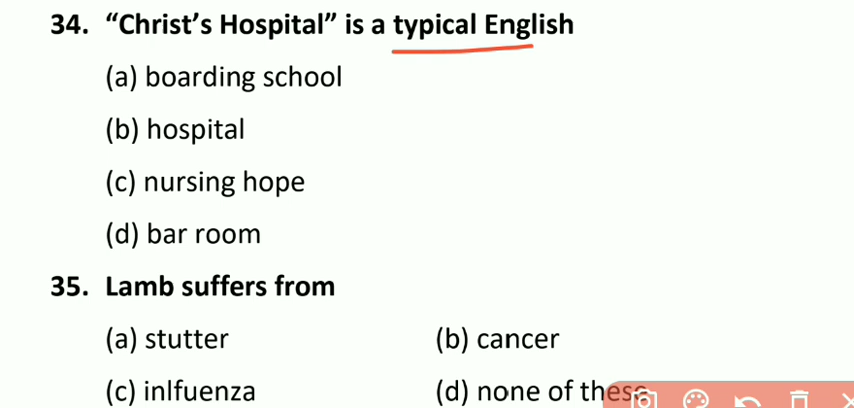 34. “Christ’s Hospital” is a typical English
(a) boarding school
(b) hospital
(c) nursing hope
(d) bar room
35. Lamb suffers from
(a) stutter (b) cancer
(c) inlfuenza (d) none of these